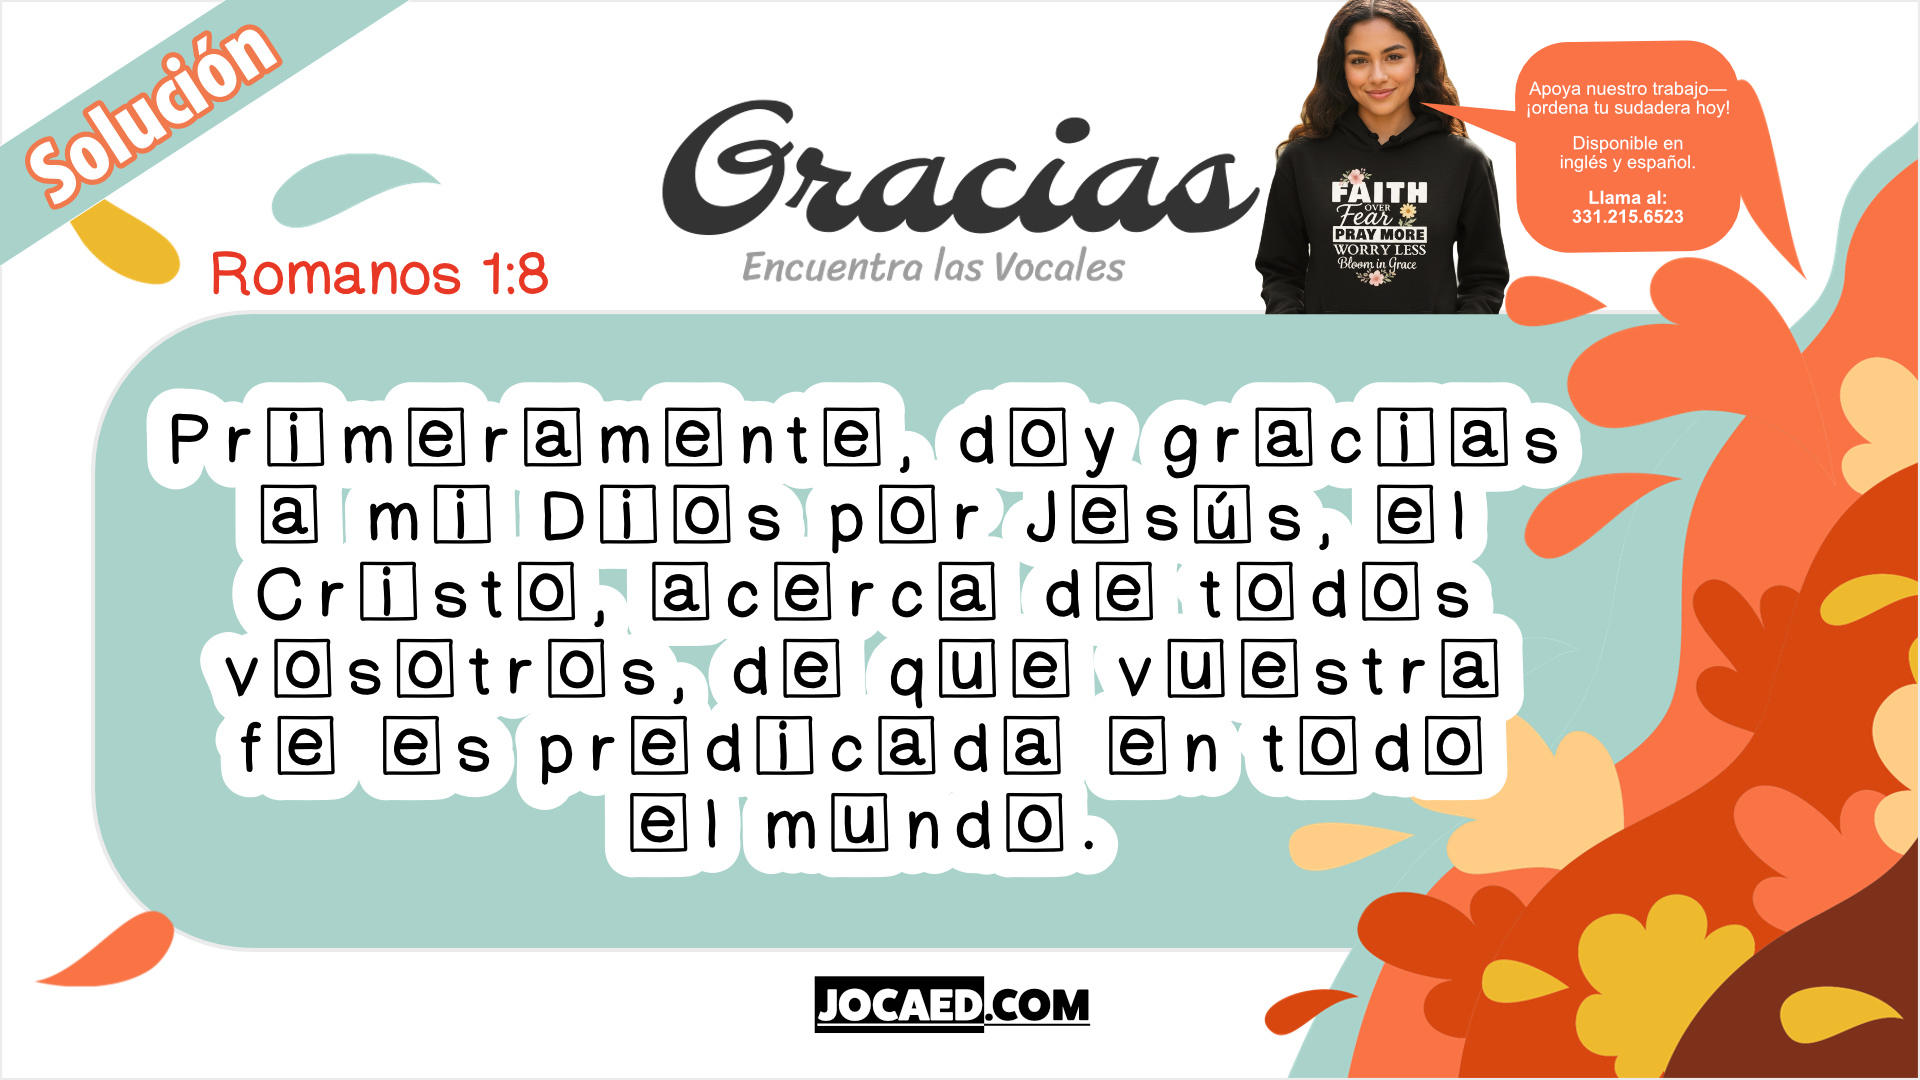 Solución
Gracias
Encuentra las Vocales
Romanos 1:8
Apoya nuestro trabajo—
¡ordena tu sudadera hoy!
Disponible en
inglés y español.
Llama al:
331.215.6523
FAITH
OVER
Fear
PRAY MORE
WORRY LESS
Bloom in Grace
Primeramente, doy gracias
a mi Dios por Jesús, el
Cristo, acerca de todos
vosotros, de que vuestra
fe es predicada en todo
el mundo.
JOCAED.COM